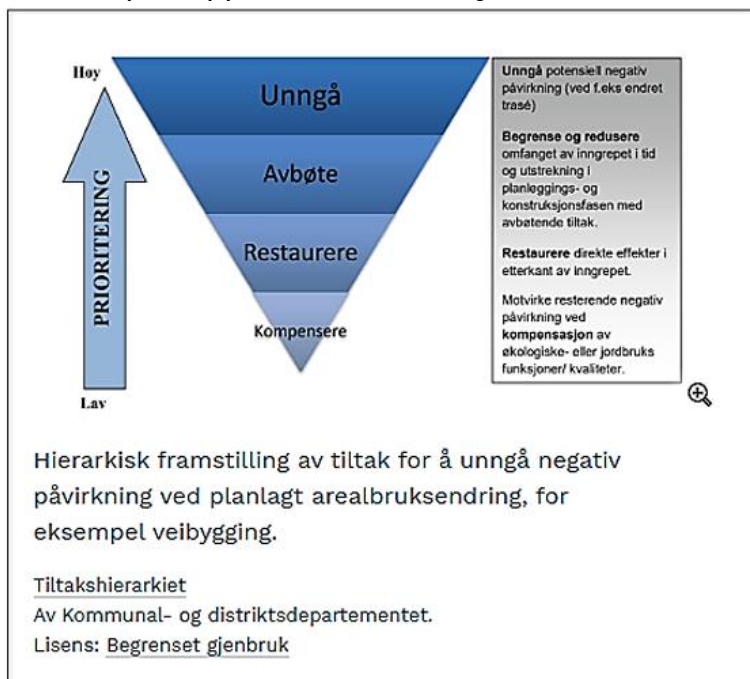 Høy
PRIORITERING
Lav
Unngå
Avbøte
Restaurere
Kompensere
Unngå potensiell negativ
påvirkning (ved f.eks endret
trasé)
Begrense og redusere
omfanget av inngrepet i tid
og utstrekning i
planleggings- og
konstruksjonsfasen med
avbøtende tiltak.
Restaurere direkte effekter i
etterkant av inngrepet.
Motvirke resterende negativ
påvirkning ved
kompensasjon av
økologiske- eller jordbruks
funksjoner/ kvaliteter.
Hierarkisk framstilling av tiltak for å unngå negativ
påvirkning ved planlagt arealbruksendring, for
eksempel veibygging.
Tiltakshierarkiet
Av Kommunal- og distriktsdepartementet.
Lisens: Begrenset gjenbruk